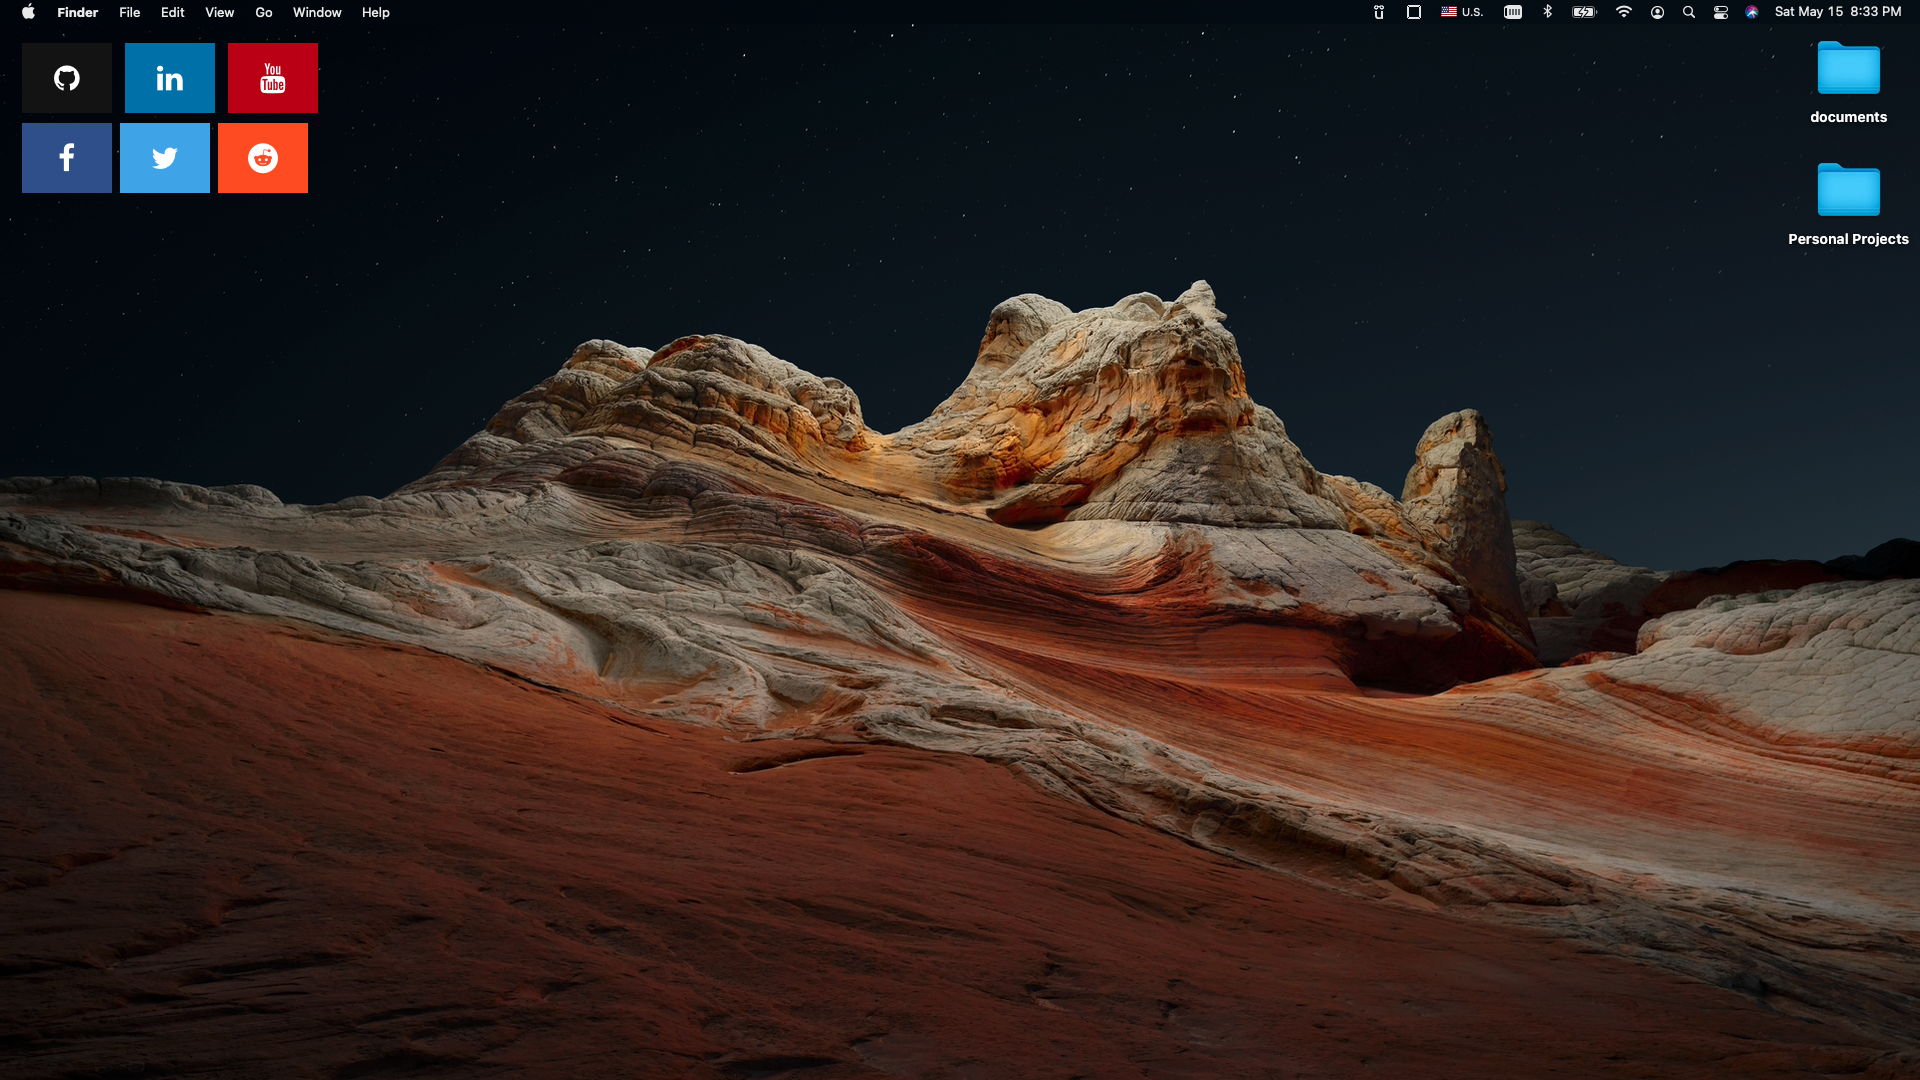 Finder File Edit View Go Window Help
U.S.
Sat May 15 8:33 PM
in
You
Tube
f
documents
Personal Projects